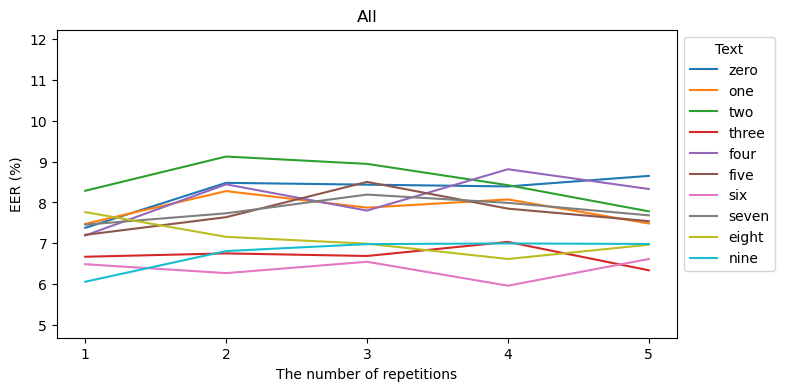 All
EER (%)
12
11
10
9
8
7
6
5
1 2 3 4 5
The number of repetitions
Text
zero
one
two
three
four
five
six
seven
eight
nine